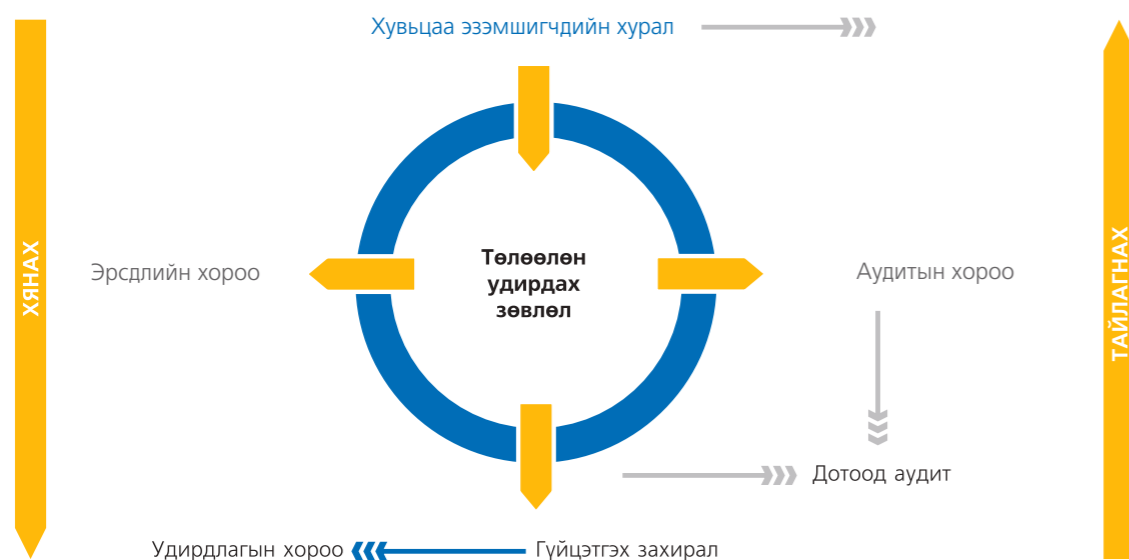 Хувьцаа эзэмшигчдийн хурал
ХЯНАХ
Эрсдлийн хороо
Төлөөлөн
удирдах
зөвлөл
Аудитын хороо
ТАЙЛАГНАХ
Дотоод аудит
Удирдлагын хороо
Гүйцэтгэх захирал